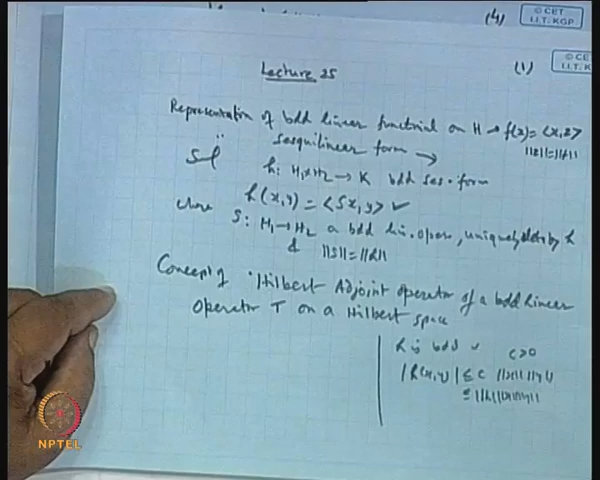 (4)
© CET
I.I.T. KGP
(1)
© CE
I.I.T. K
Lecture 25
Representation of bdd linear functional on H → f(x) = <x, z>
||z|| = ||f||
Sesquilinear form →
h: H1 × H2 → K bdd ses. form
h(x, y) = <Sx, y> ✓
where
S: H1 → H2 a bdd lin. oper., uniquely det. by h
& ||S|| = ||h||
Concept of Hilbert Adjoint operator of a bdd linear
Operator T on a Hilbert space
h is bdd c>0
|h(x, y)| ≤ c ||x|| ||y||
≤ ||h|| ||x|| ||y||
NPTEL